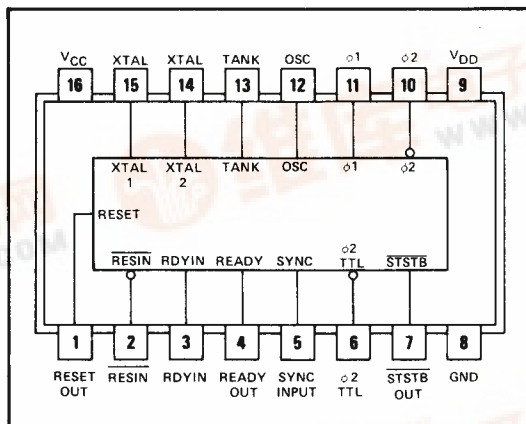 VCC XTAL XTAL TANK OSC φ1 φ2 VDD
16 15 14 13 12 11 10 9
XTAL 1 XTAL 2 TANK OSC φ1 φ2
RESET
RESIN RDYIN READY SYNC φ2 TTL STSTB
1 2 3 4 5 6 7 8
RESET OUT RESIN RDYIN READY OUT SYNC INPUT φ2 TTL STSTB OUT GND